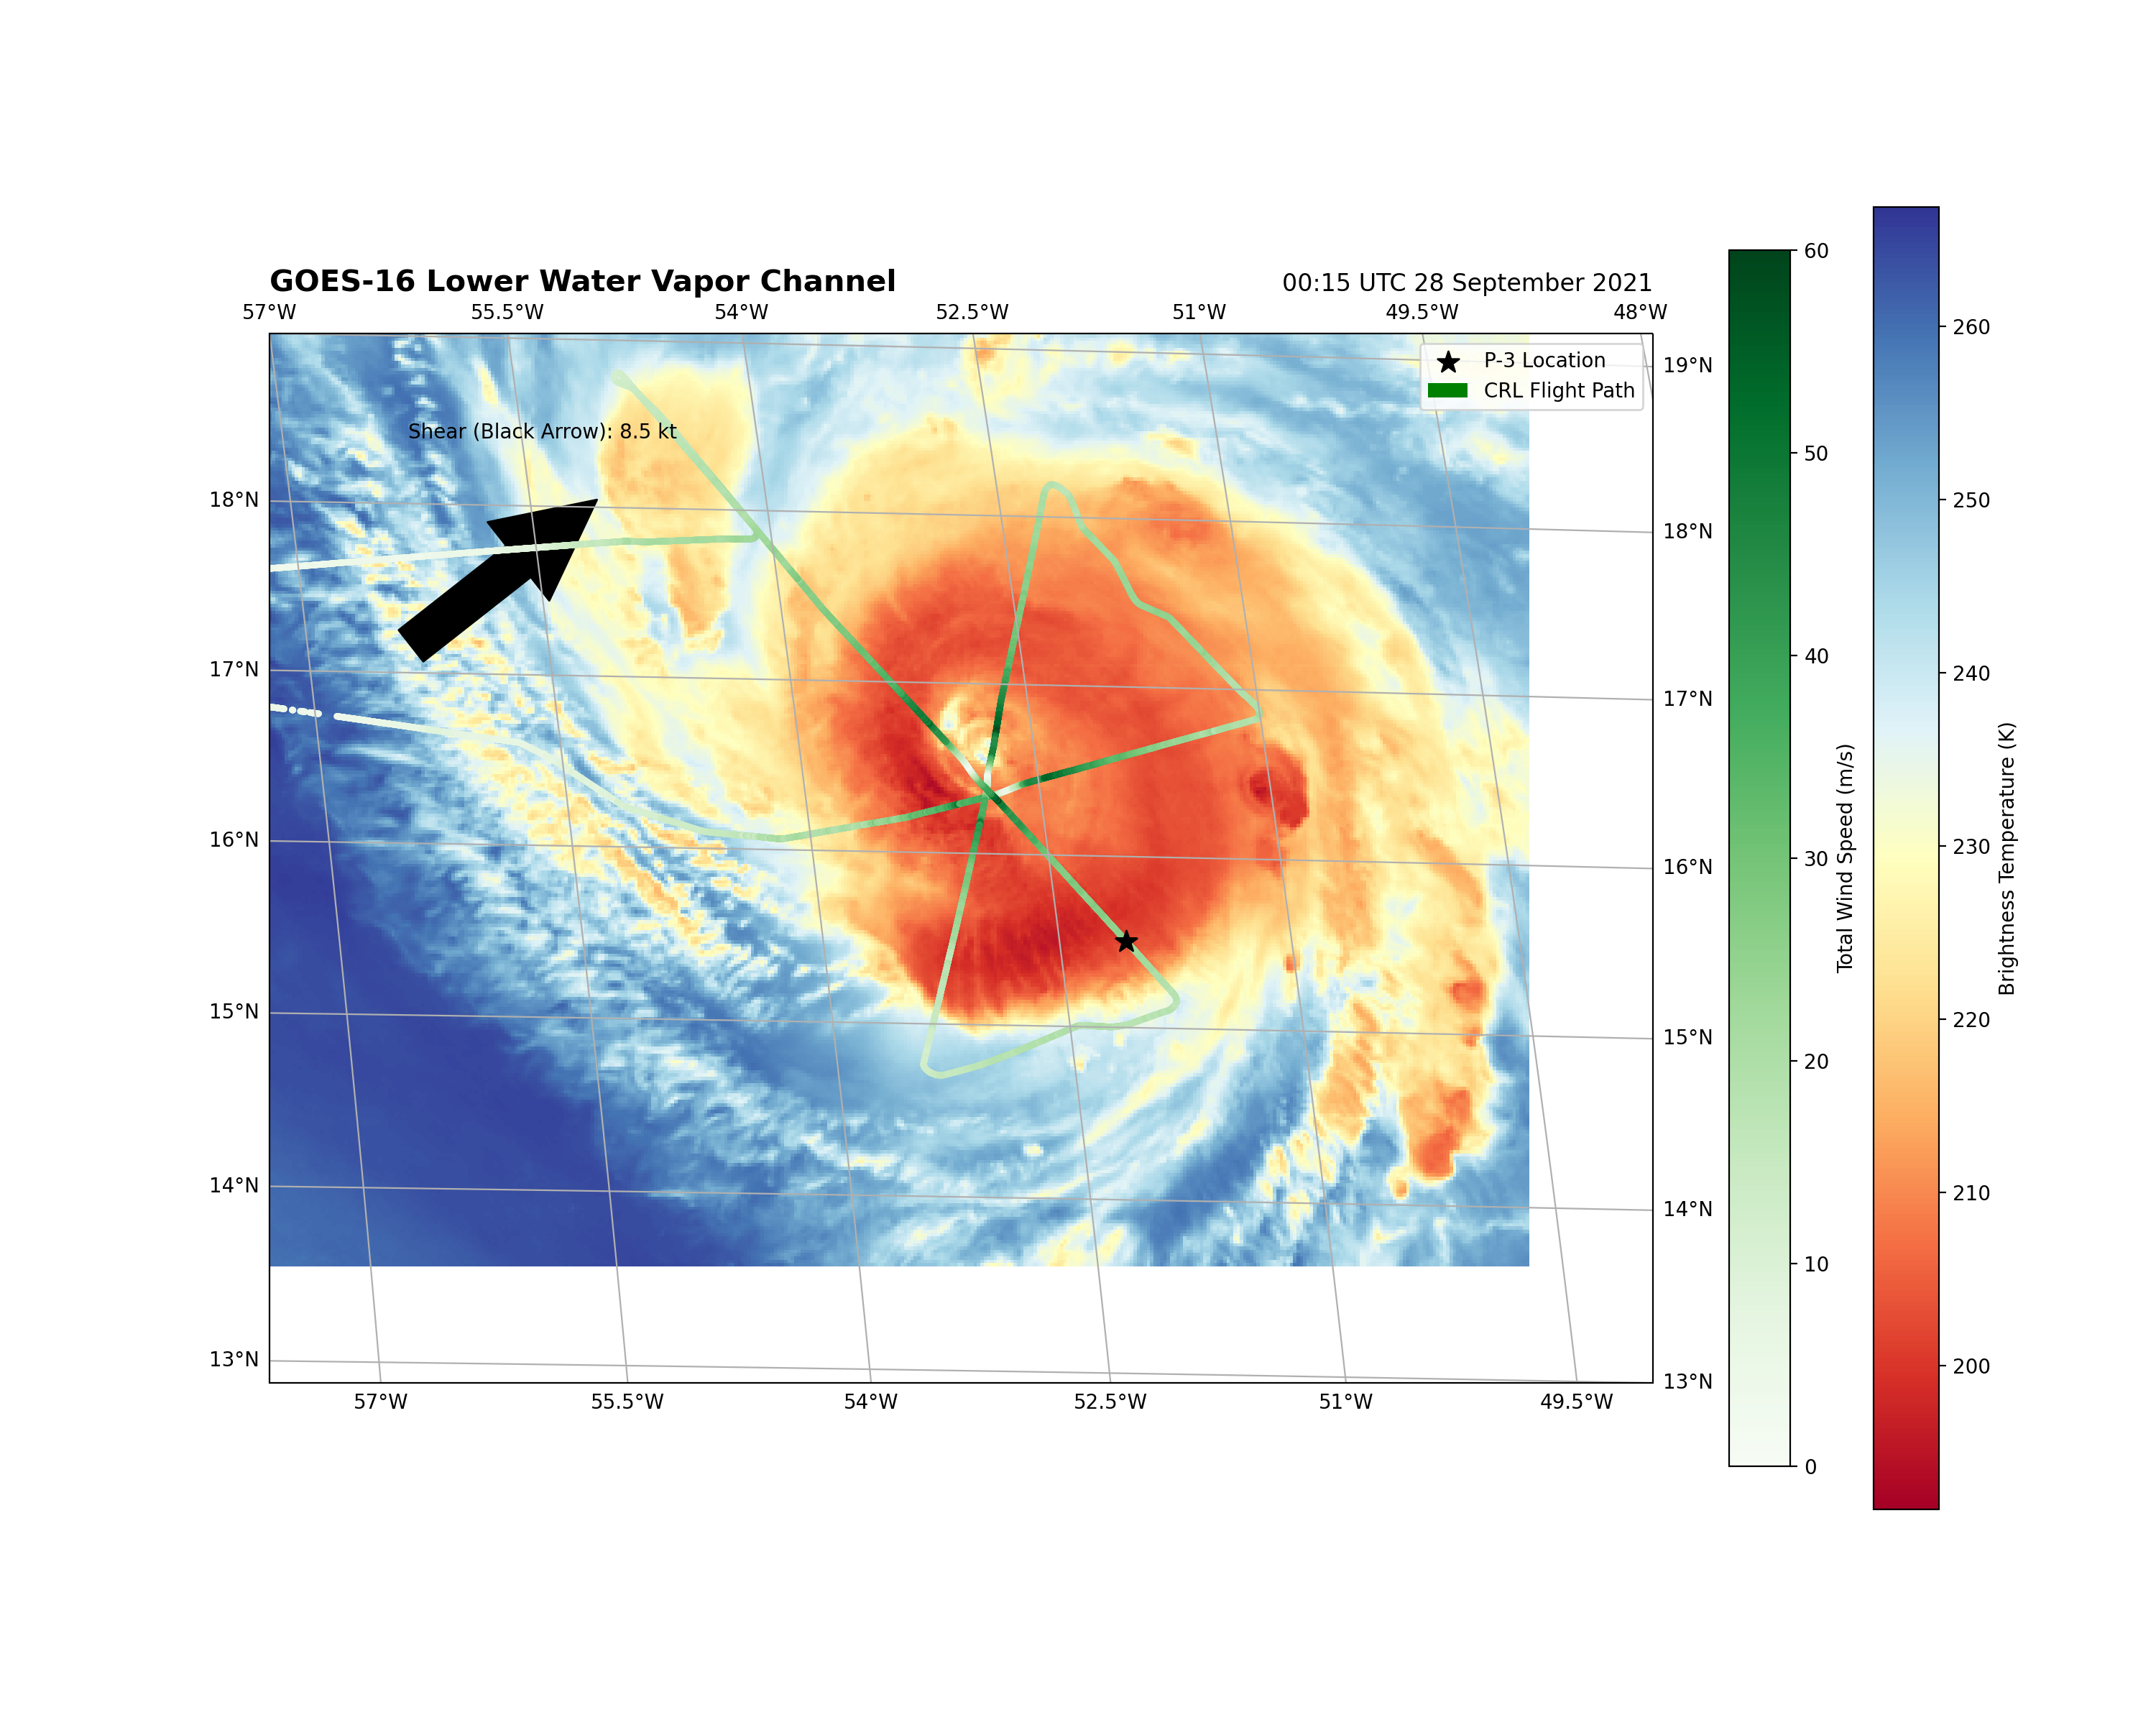 GOES-16 Lower Water Vapor Channel
00:15 UTC 28 September 2021
57°W 55.5°W 54°W 52.5°W 51°W 49.5°W 48°W
P-3 Location
CRL Flight Path
Shear (Black Arrow): 8.5 kt
18°N
17°N
16°N
15°N
14°N
13°N
19°N
18°N
17°N
16°N
15°N
14°N
13°N
57°W 55.5°W 54°W 52.5°W 51°W 49.5°W
60
50
40
30
20
10
0
Total Wind Speed (m/s)
260
250
240
230
220
210
200
Brightness Temperature (K)